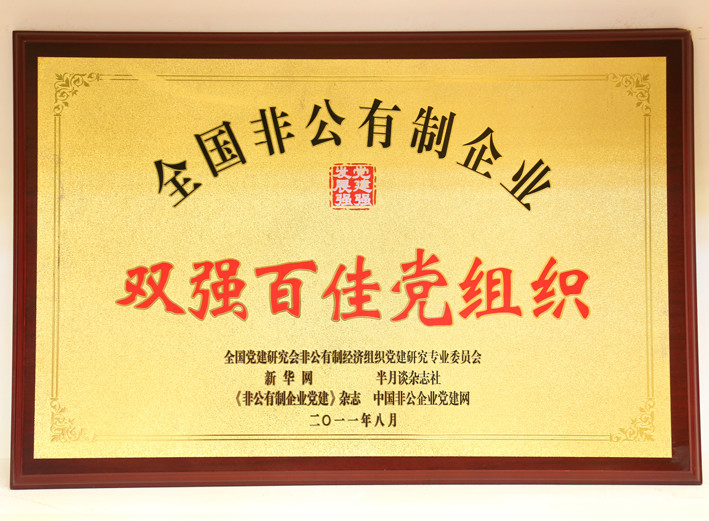 全国非公有制企业
党建强
发展强
双强百佳党组织
全国党建研究会非公有制经济组织党建研究专业委员会
新华网 半月谈杂志社
《非公有制企业党建》杂志 中国非公企业党建网
二〇一一年八月